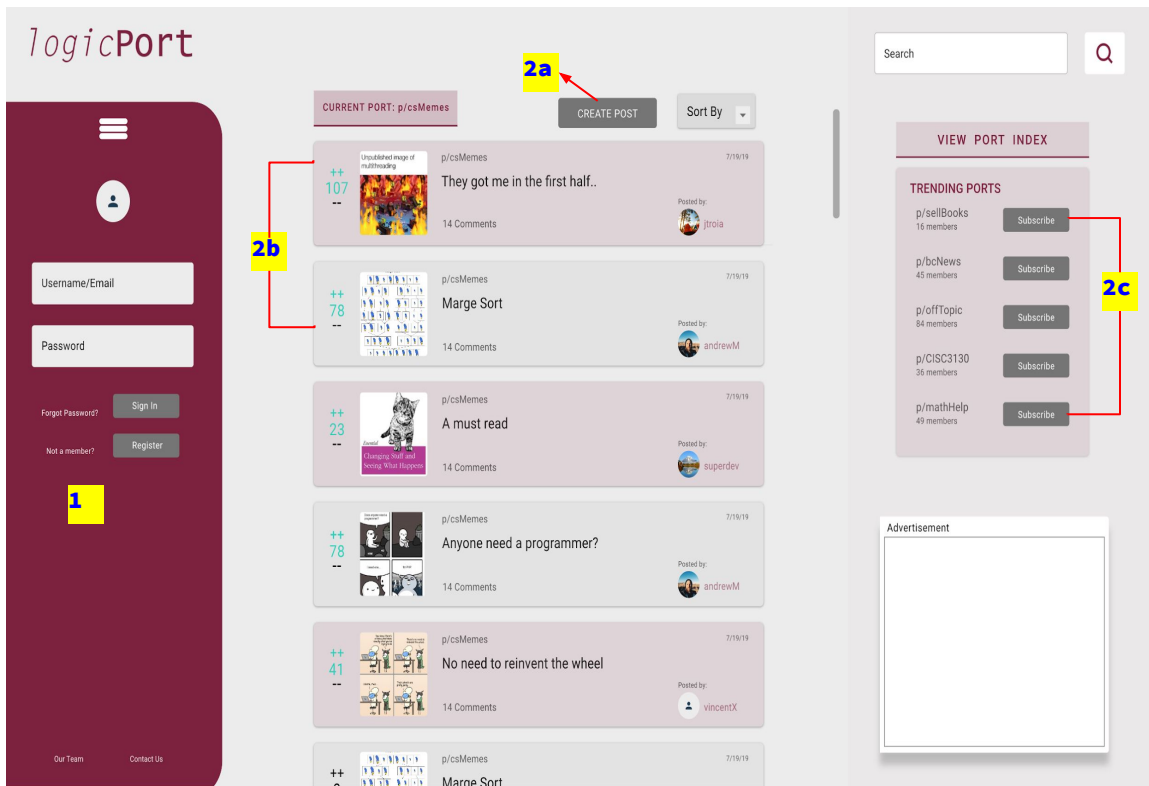 logicPort
Search
2a
CURRENT PORT: p/csMemes
CREATE POST
Sort By
VIEW PORT INDEX
Unpublished image of
multithreading
++
107
--
p/csMemes
7/19/19
They got me in the first half..
14 Comments
Posted by:
jtroia
2b
++
78
--
p/csMemes
7/19/19
Marge Sort
14 Comments
Posted by:
andrewM
++
23
--
Essential
Changing Stuff and
Seeing What Happens
p/csMemes
7/19/19
A must read
14 Comments
Posted by:
superdev
++
78
--
p/csMemes
7/19/19
Anyone need a programmer?
14 Comments
Posted by:
andrewM
++
41
--
p/csMemes
7/19/19
No need to reinvent the wheel
14 Comments
Posted by:
vincentX
++
p/csMemes
7/19/19
Marge Sort
Username/Email
Password
Forgot Password?
Sign In
Not a member?
Register
1
Our Team
Contact Us
TRENDING PORTS
p/sellBooks
16 members
Subscribe
p/bcNews
45 members
Subscribe
2c
p/offTopic
84 members
Subscribe
p/CISC3130
36 members
Subscribe
p/mathHelp
49 members
Subscribe
Advertisement